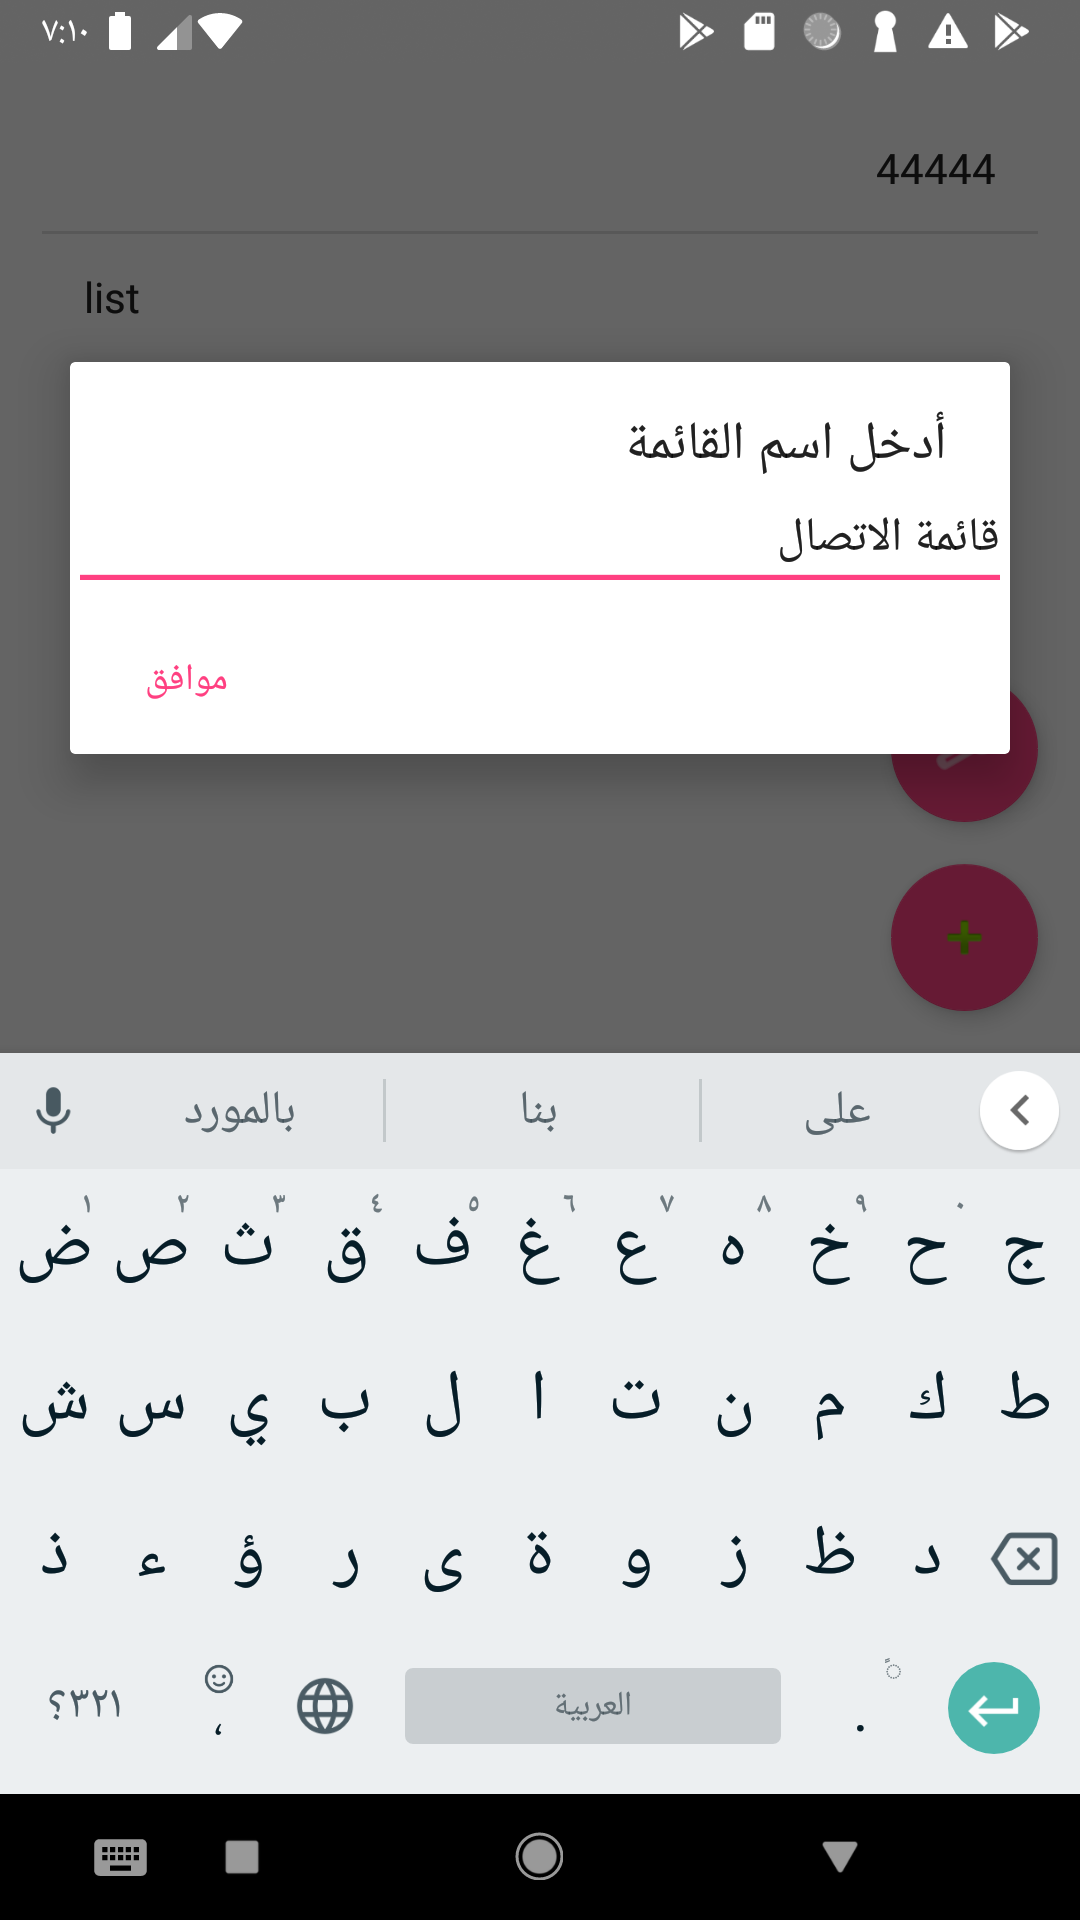 ٧:١٠
44444
list
أدخل اسم القائمة
قائمة الاتصال
موافق
بالمورد بنا على
١ ٢ ٣ ٤ ٥ ٦ ٧ ٨ ٩ ٠
ض ص ث ق ف غ ع ه خ ح ج
ش س ي ب ل ا ت ن م ك ط
ذ ء ؤ ر ى ة و ز ظ د
؟٣٢١ ، العربية .